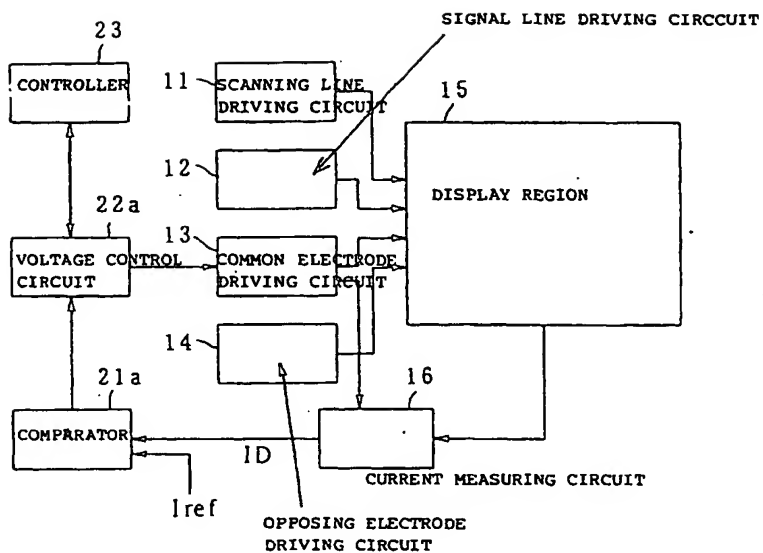 SIGNAL LINE DRIVING CIRCCUIT
23
CONTROLLER
11
SCANNING LINE
DRIVING CIRCUIT
15
12
DISPLAY REGION
22a
VOLTAGE CONTROL
CIRCUIT
13
COMMON ELECTRODE
DRIVING CIRCUIT
14
21a
COMPARATOR
16
ID
Iref
CURRENT MEASURING CIRCUIT
OPPOSING ELECTRODE
DRIVING CIRCUIT